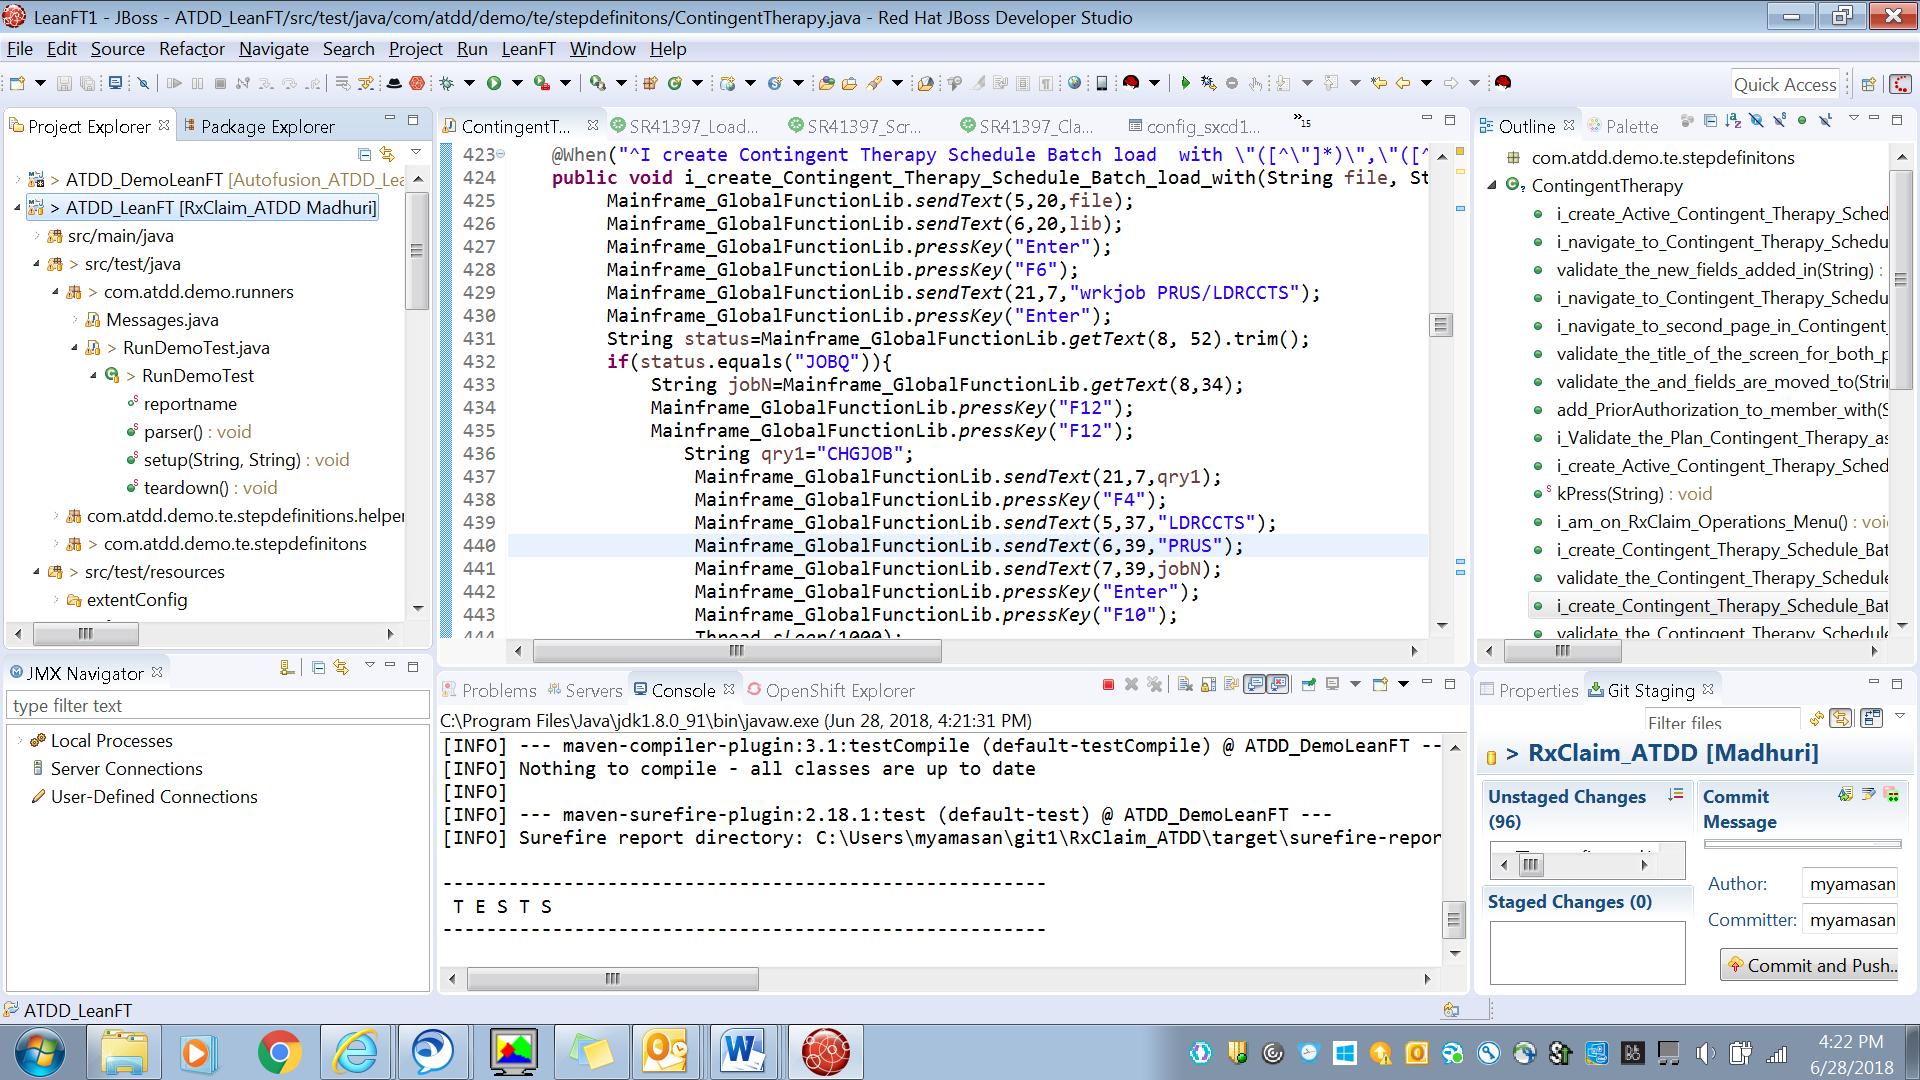 LeanFT1 - JBoss - ATDD_LeanFT/src/test/java/com/atdd/demo/te/stepdefinitons/ContingentTherapy.java - Red Hat JBoss Developer Studio
File Edit Source Refactor Navigate Search Project Run LeanFT Window Help
Quick Access
Project Explorer Package Explorer
> ATDD_DemoLeanFT [Autofusion_ATDD_Le
> ATDD_LeanFT [RxClaim_ATDD Madhuri]
src/main/java
> src/test/java
> com.atdd.demo.runners
Messages.java
> RunDemoTest.java
> RunDemoTest
reportname
parser() : void
setup(String, String) : void
teardown() : void
com.atdd.demo.te.stepdefinitions.helper
> com.atdd.demo.te.stepdefinitons
> src/test/resources
extentConfig
JMX Navigator
type filter text
Local Processes
Server Connections
User-Defined Connections
ContingentT... SR41397_Load... SR41397_Scr... SR41397_Cla... config_sxcd1... »15
423 @When("^I create Contingent Therapy Schedule Batch load  with \"([^\"]*)\",\"([^
424 public void i_create_Contingent_Therapy_Schedule_Batch_load_with(String file, St
425 Mainframe_GlobalFunctionLib.sendText(5,20,file);
426 Mainframe_GlobalFunctionLib.sendText(6,20,lib);
427 Mainframe_GlobalFunctionLib.pressKey("Enter");
428 Mainframe_GlobalFunctionLib.pressKey("F6");
429 Mainframe_GlobalFunctionLib.sendText(21,7,"wrkjob PRUS/LDRCCTS");
430 Mainframe_GlobalFunctionLib.pressKey("Enter");
431 String status=Mainframe_GlobalFunctionLib.getText(8, 52).trim();
432 if(status.equals("JOBQ")){
433 String jobN=Mainframe_GlobalFunctionLib.getText(8,34);
434 Mainframe_GlobalFunctionLib.pressKey("F12");
435 Mainframe_GlobalFunctionLib.pressKey("F12");
436 String qry1="CHGJOB";
437 Mainframe_GlobalFunctionLib.sendText(21,7,qry1);
438 Mainframe_GlobalFunctionLib.pressKey("F4");
439 Mainframe_GlobalFunctionLib.sendText(5,37,"LDRCCTS");
440 Mainframe_GlobalFunctionLib.sendText(6,39,"PRUS");
441 Mainframe_GlobalFunctionLib.sendText(7,39,jobN);
442 Mainframe_GlobalFunctionLib.pressKey("Enter");
443 Mainframe_GlobalFunctionLib.pressKey("F10");
444 Thread.sleep(1000);
Problems Servers Console OpenShift Explorer
C:\Program Files\Java\jdk1.8.0_91\bin\javaw.exe (Jun 28, 2018, 4:21:31 PM)
[INFO] --- maven-compiler-plugin:3.1:testCompile (default-testCompile) @ ATDD_DemoLeanFT --
[INFO] Nothing to compile - all classes are up to date
[INFO]
[INFO] --- maven-surefire-plugin:2.18.1:test (default-test) @ ATDD_DemoLeanFT ---
[INFO] Surefire report directory: C:\Users\myamasan\git1\RxClaim_ATDD\target\surefire-repor
-------------------------------------------------------
T E S T S
-------------------------------------------------------
Outline Palette
com.atdd.demo.te.stepdefinitons
ContingentTherapy
i_create_Active_Contingent_Therapy_Sched
i_navigate_to_Contingent_Therapy_Schedu
validate_the_new_fields_added_in(String) :
i_navigate_to_Contingent_Therapy_Schedu
i_navigate_to_second_page_in_Contingent_
validate_the_title_of_the_screen_for_both_p
validate_the_and_fields_are_moved_to(Stri
add_PriorAuthorization_to_member_with(S
i_Validate_the_Plan_Contingent_Therapy_as
i_create_Active_Contingent_Therapy_Sched
kPress(String) : void
i_am_on_RxClaim_Operations_Menu() : voi
i_create_Contingent_Therapy_Schedule_Bat
validate_the_Contingent_Therapy_Schedule
i_create_Contingent_Therapy_Schedule_Bat
validate_the_Contingent_Therapy_Schedule
Properties Git Staging
Filter files
> RxClaim_ATDD [Madhuri]
Unstaged Changes (96)
Staged Changes (0)
Commit Message
Author: myamasan
Committer: myamasan
Commit and Push..
ATDD_LeanFT
4:22 PM
6/28/2018